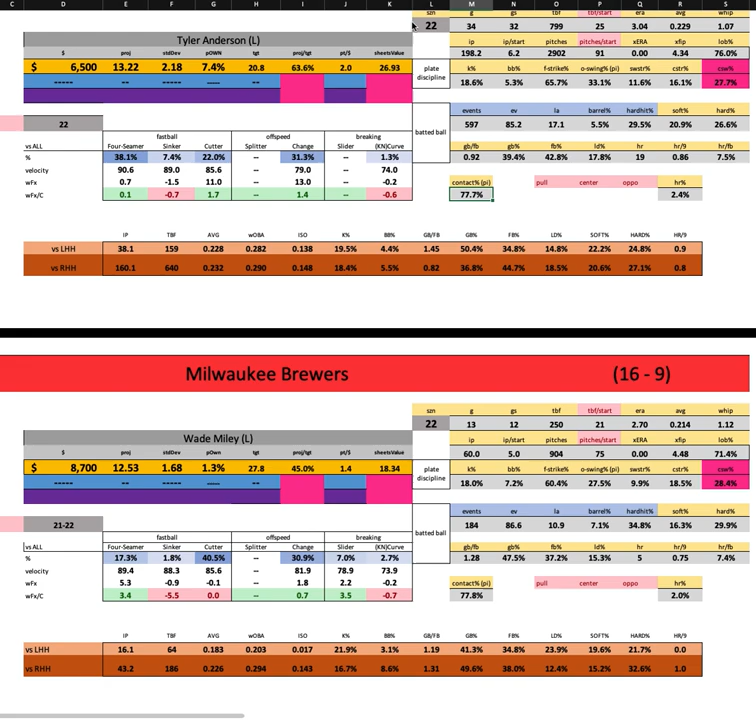 C D E F G H I J K L M N O P Q R S
szn g gs tbf tbf/start era avg whip
22 34 32 799 25 3.04 0.229 1.07
Tyler Anderson (L)
ip ip/start pitches pitches/start xERA xfip lob%
198.2 6.2 2902 91 0.00 4.34 76.0%
$ proj stdDev pOWN tgt proj/tgt pt/$ sheetsValue
$ 6,500 13.22 2.18 7.4% 20.8 63.6% 2.0 26.93
plate discipline
k% bb% f-strike% o-swing% (pi) swstr% cstr% csw%
18.6% 5.3% 65.7% 33.1% 11.6% 16.1% 27.7%
----- -- -- -- — -- -- --
batted ball
events ev la barrel% hardhit% soft% hard%
597 85.2 17.1 5.5% 29.5% 20.9% 26.6%
22
fastball offspeed breaking
vs ALL Four-Seamer Sinker Cutter Splitter Change Slider (KN)Curve
% 38.1% 7.4% 22.0% -- 31.3% -- 1.3%
velocity 90.6 89.0 85.6 -- 79.0 -- 74.0
wFx 0.7 -1.5 11.0 -- 13.0 -- -0.2
wFx/C 0.1 -0.7 1.7 -- 1.4 -- -0.6
gb/fb gb% fb% ld% hr hr/9 hr/fb
0.92 39.4% 42.8% 17.8% 19 0.86 7.5%
contact% (pi) pull center oppo hr%
77.7% 2.4%
IP TBF AVG wOBA ISO K% BB% GB/FB GB% FB% LD% SOFT% HARD% HR/9
vs LHH 38.1 159 0.228 0.282 0.138 19.5% 4.4% 1.45 50.4% 34.8% 14.8% 22.2% 24.8% 0.9
vs RHH 160.1 640 0.232 0.290 0.148 18.4% 5.5% 0.82 36.8% 44.7% 18.5% 20.6% 27.1% 0.8
Milwaukee Brewers (16 - 9)
szn g gs tbf tbf/start era avg whip
22 13 12 250 21 2.70 0.214 1.12
Wade Miley (L)
ip ip/start pitches pitches/start xERA xfip lob%
60.0 5.0 904 75 0.00 4.48 71.4%
$ proj stdDev pOwn tgt proj/tgt pt/$ sheetsValue
$ 8,700 12.53 1.68 1.3% 27.8 45.0% 1.4 18.34
plate discipline
k% bb% f-strike% o-swing% (pi) swstr% cstr% csw%
18.0% 7.2% 60.4% 27.5% 9.9% 18.5% 28.4%
----- -- -- -- — -- -- --
batted ball
events ev la barrel% hardhit% soft% hard%
184 86.6 10.9 7.1% 34.8% 16.3% 29.9%
21-22
fastball offspeed breaking
vs ALL Four-Seamer Sinker Cutter Splitter Change Slider (KN)Curve
% 17.3% 1.8% 40.5% -- 30.9% 7.0% 2.7%
velocity 89.4 88.3 85.6 -- 81.9 78.9 73.9
wFx 5.3 -0.9 -0.1 -- 1.8 2.2 -0.2
wFx/C 3.4 -5.5 0.0 -- 0.7 3.5 -0.7
gb/fb gb% fb% ld% hr hr/9 hr/fb
1.28 47.5% 37.2% 15.3% 5 0.75 7.4%
contact% (pi) pull center oppo hr%
77.8% 2.0%
IP TBF AVG wOBA ISO K% BB% GB/FB GB% FB% LD% SOFT% HARD% HR/9
vs LHH 16.1 64 0.183 0.203 0.017 21.9% 3.1% 1.19 41.3% 34.8% 23.9% 19.6% 21.7% 0.0
vs RHH 43.2 186 0.226 0.294 0.143 16.7% 8.6% 1.31 49.6% 38.0% 12.4% 15.2% 32.6% 1.0